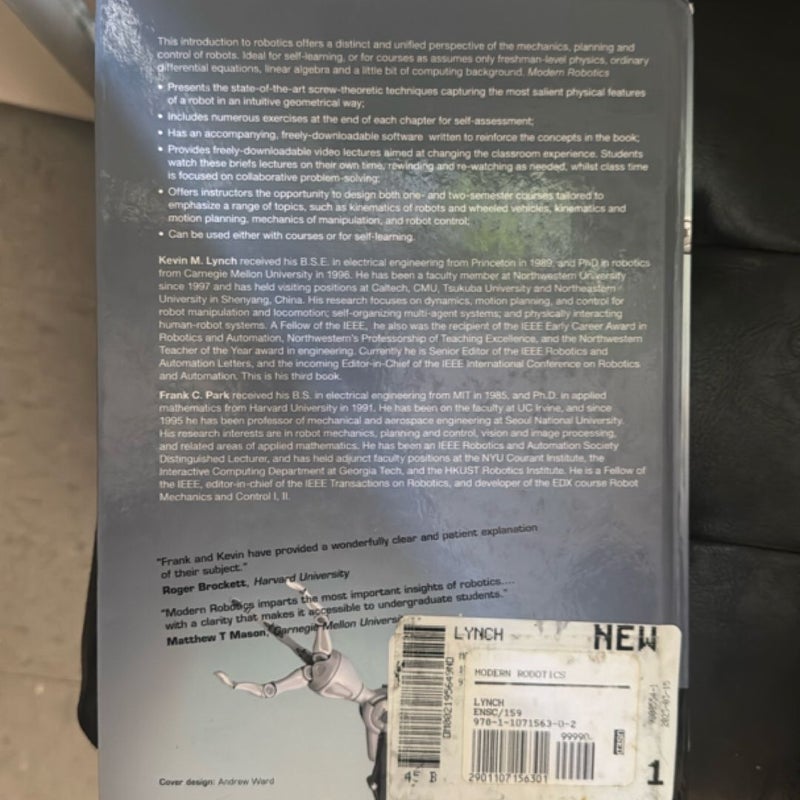 This introduction to robotics offers a distinct and unified perspective of the mechanics, planning and
control of robots. Ideal for self-learning, or for courses as assumes only freshman-level physics, ordinary
differential equations, linear algebra and a little bit of computing background. Modern Robotics
• Presents the state-of-the-art screw-theoretic techniques capturing the most salient physical features
of a robot in an intuitive geometrical way;
• Includes numerous exercises at the end of each chapter for self-assessment;
• Has an accompanying, freely-downloadable software written to reinforce the concepts in the book;
• Provides freely-downloadable video lectures aimed at changing the classroom experience. Students
watch these briefs lectures on their own time, rewinding and re-watching as needed, whilst class time
is focused on collaborative problem-solving;
• Offers instructors the opportunity to design both one- and two-semester courses tailored to
emphasize a range of topics, such as kinematics of robots and wheeled vehicles, kinematics and
motion planning, mechanics of manipulation, and robot control;
• Can be used either with courses or for self-learning.
Kevin M. Lynch received his B.S.E. in electrical engineering from Princeton in 1989, and PhD in robotics
from Carnegie Mellon University in 1996. He has been a faculty member at Northwestern University
since 1997 and has held visiting positions at Caltech, CMU, Tsukuba University and Northeastern
University in Shenyang, China. His research focuses on dynamics, motion planning, and control for
robot manipulation and locomotion; self-organizing multi-agent systems; and physically interacting
human-robot systems. A Fellow of the IEEE, he also was the recipient of the IEEE Early Career Award in
Robotics and Automation, Northwestern's Professorship of Teaching Excellence, and the Northwestern
Teacher of the Year award in engineering. Currently he is Senior Editor of the IEEE Robotics and
Automation Letters, and the incoming Editor-in-Chief of the IEEE International Conference on Robotics
and Automation. This is his third book.
Frank C. Park received his B.S. in electrical engineering from MIT in 1985, and Ph.D. in applied
mathematics from Harvard University in 1991. He has been on the faculty at UC Irvine, and since
1995 he has been professor of mechanical and aerospace engineering at Seoul National University.
His research interests are in robot mechanics, planning and control, vision and image processing,
and related areas of applied mathematics. He has been an IEEE Robotics and Automation Society
Distinguished Lecturer, and has held adjunct faculty positions at the NYU Courant Institute, the
Interactive Computing Department at Georgia Tech, and the HKUST Robotics Institute. He is a Fellow of
the IEEE, editor-in-chief of the IEEE Transactions on Robotics, and developer of the EDX course Robot
Mechanics and Control I, II.
"Frank and Kevin have provided a wonderfully clear and patient explanation
of their subject."
Roger Brockett, Harvard University
"Modern Robotics imparts the most important insights of robotics....
with a clarity that makes it accessible to undergraduate students."
Matthew T Mason, Carnegie Mellon
LYNCH NEW
MODERN ROBOTICS
LYNCH
ENSC/159
978-1-1071563-0-2
99990
2901107156301
45 B
1
Cover design: Andrew Ward